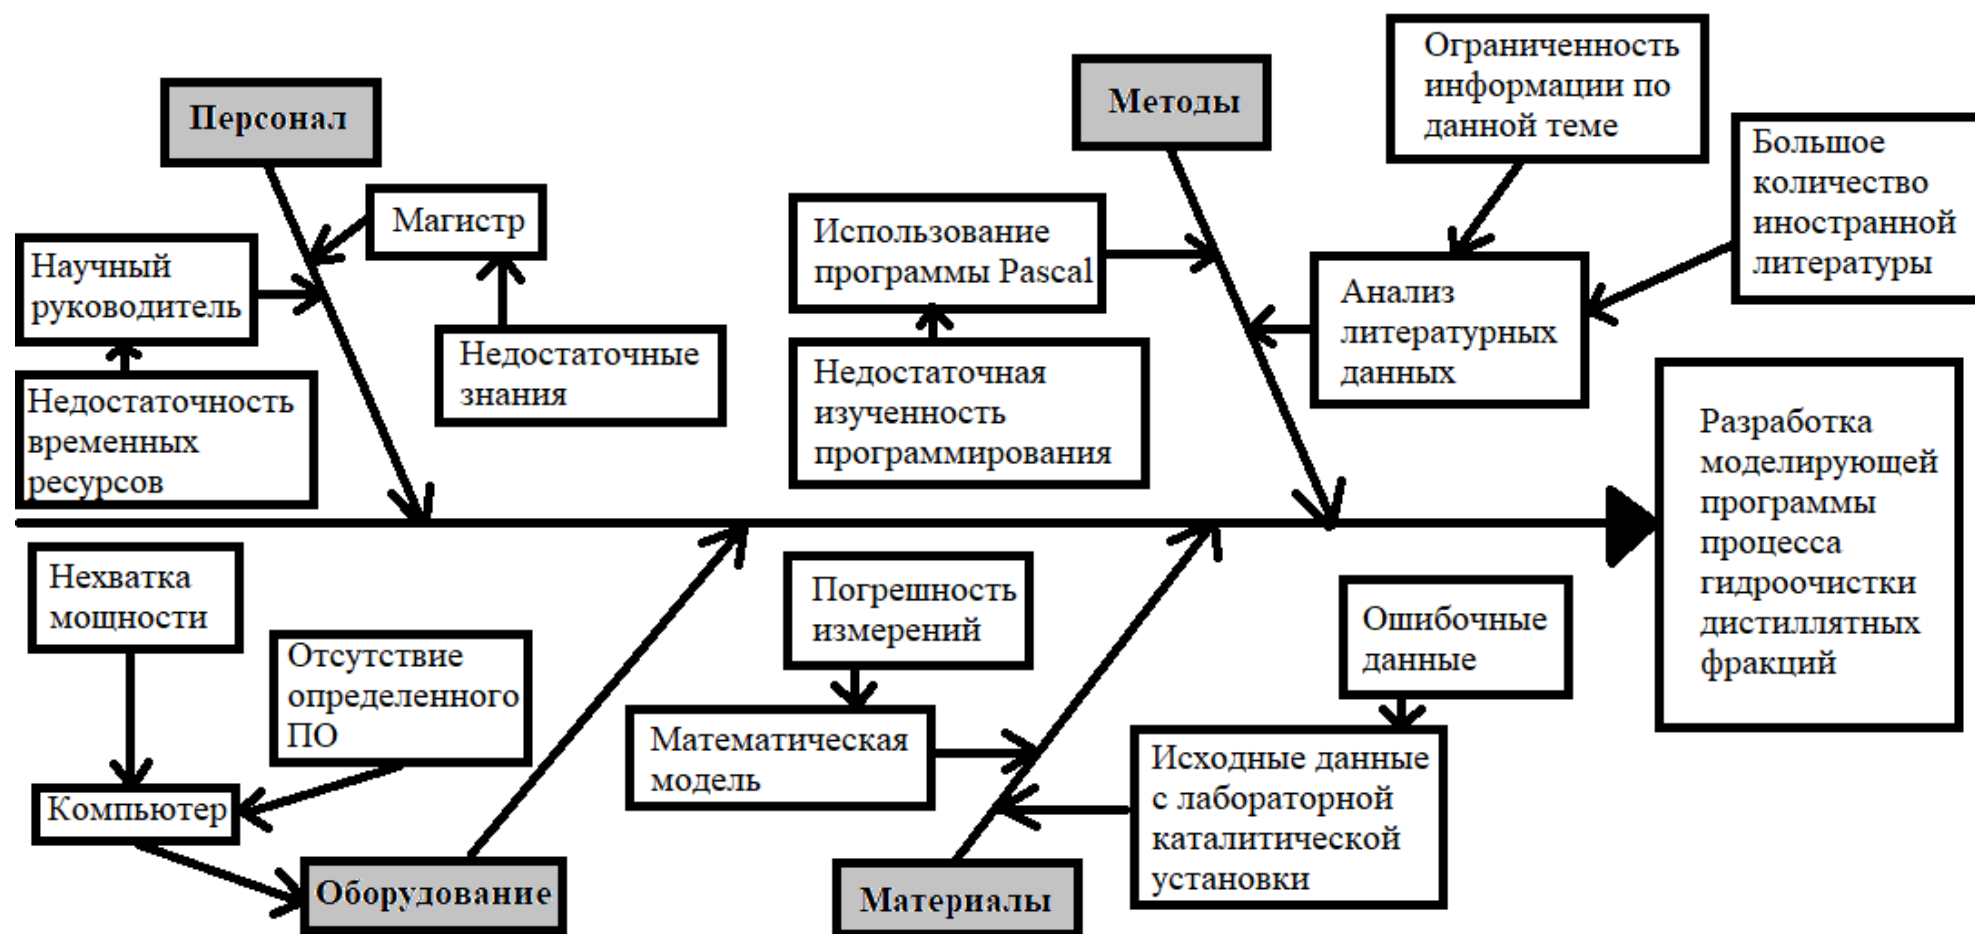 Персонал
Магистр
Научный
руководитель
Недостаточные
знания
Недостаточность
временных
ресурсов
Методы
Ограниченность
информации по
данной теме
Большое
количество
иностранной
литературы
Использование
программы Pascal
Анализ
литературных
данных
Недостаточная
изученность
программирования
Разработка
моделирующей
программы
процесса
гидроочистки
дистиллятных
фракций
Нехватка
мощности
Отсутствие
определенного
ПО
Компьютер
Оборудование
Погрешность
измерений
Математическая
модель
Ошибочные
данные
Исходные данные
с лабораторной
каталитической
установки
Материалы